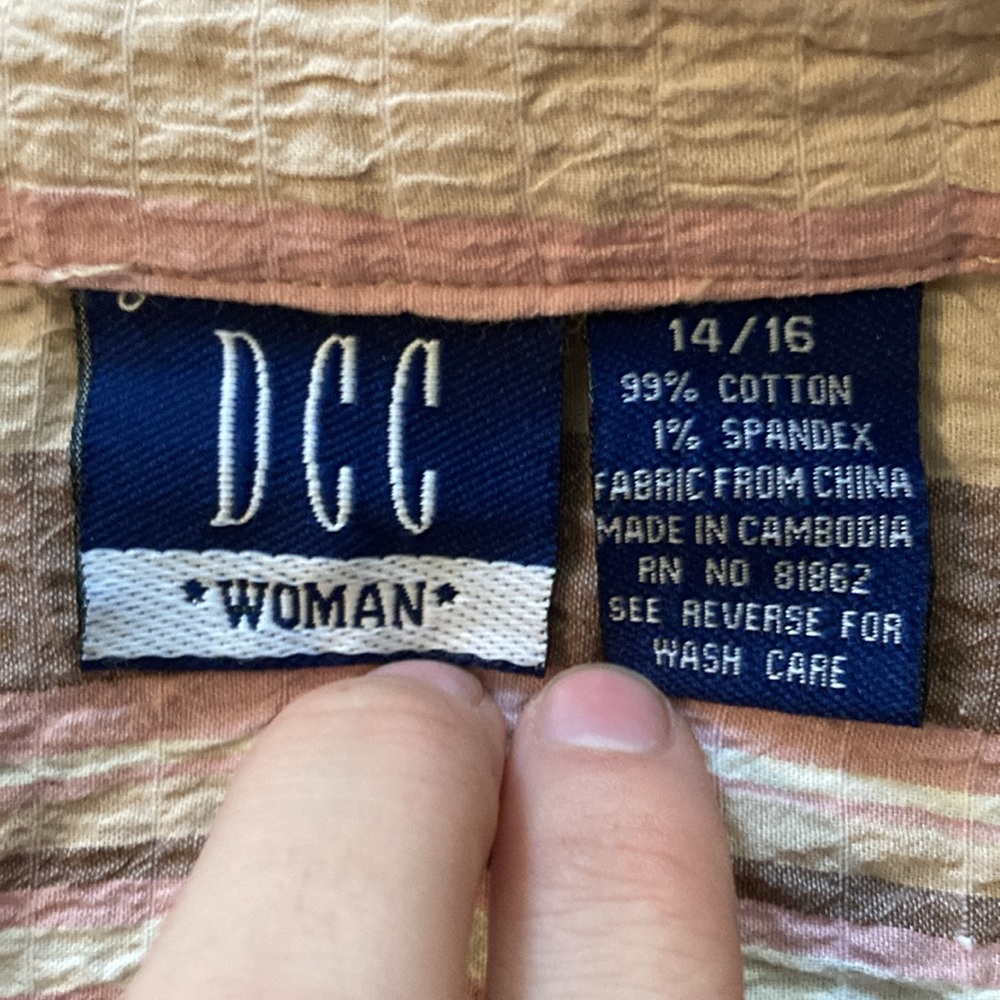 DCC
*WOMAN*
14/16
99% COTTON
1% SPANDEX
FABRIC FROM CHINA
MADE IN CAMBODIA
RN NO 81862
SEE REVERSE FOR
WASH CARE